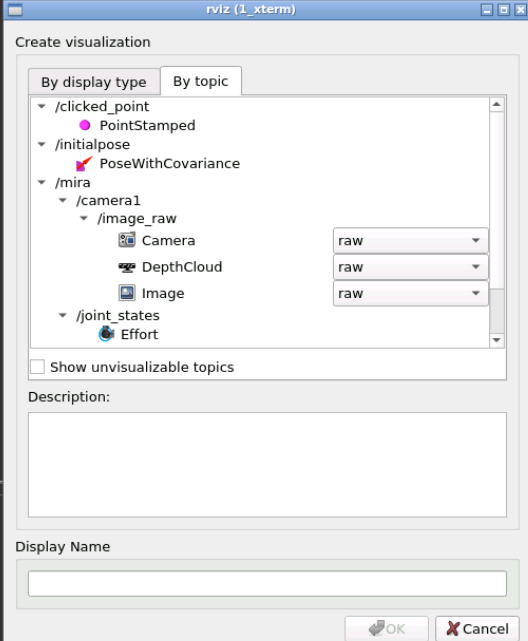 rviz (1_xterm)
Create visualization
By display type
By topic
/clicked_point
PointStamped
/initialpose
PoseWithCovariance
/mira
/camera1
/image_raw
Camera raw
DepthCloud raw
Image raw
/joint_states
Effort
Show unvisualizable topics
Description:
Display Name
OK
Cancel